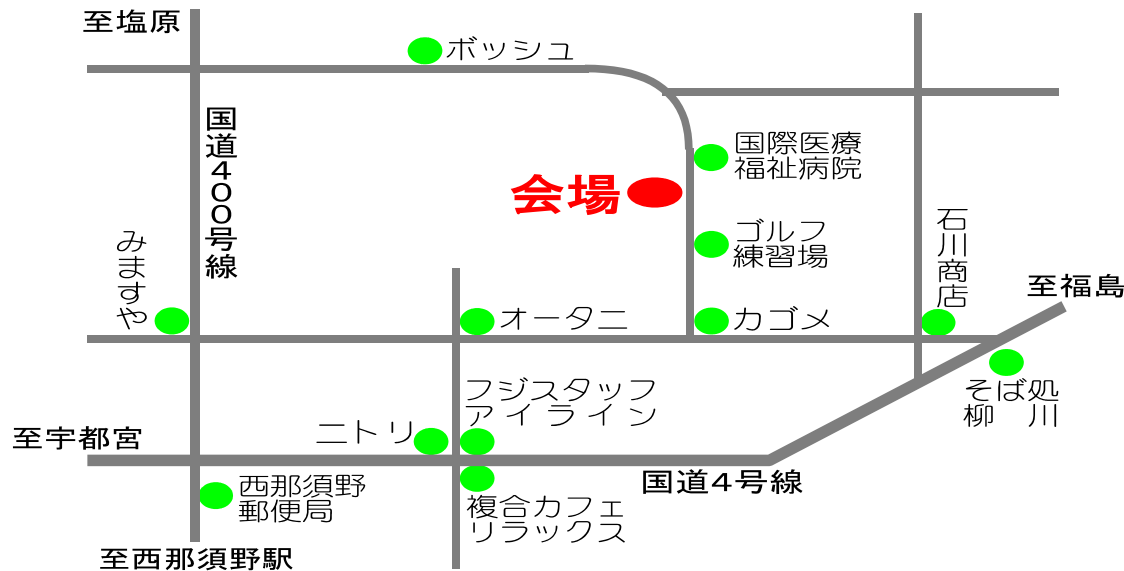 至塩原
ボッシュ
国道400号線
国際医療
福祉病院
会場
ゴルフ
練習場
石川商店
みますや
至福島
オータニ
カゴメ
そば処
柳　川
フジスタッフ
アイライン
ニトリ
至宇都宮
国道4号線
西那須野
郵便局
複合カフェ
リラックス
至西那須野駅